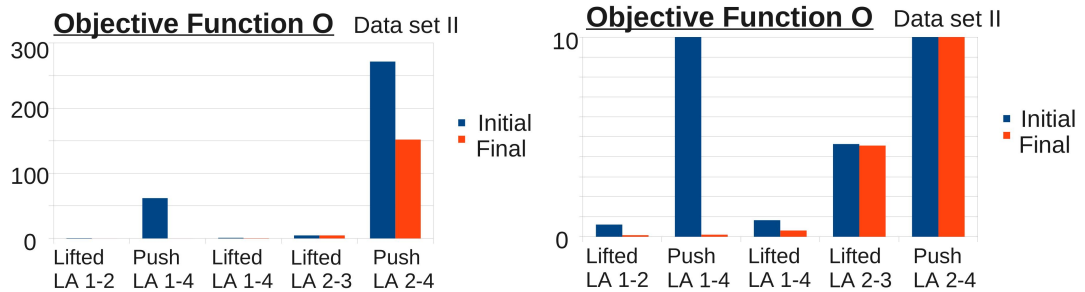 Objective Function O Data set II
300
200
100
0
Initial
Final
Lifted Push Lifted Lifted Push
LA 1-2 LA 1-4 LA 1-4 LA 2-3 LA 2-4
Objective Function O Data set II
10
0
Initial
Final
Lifted Push Lifted Lifted Push
LA 1-2 LA 1-4 LA 1-4 LA 2-3 LA 2-4